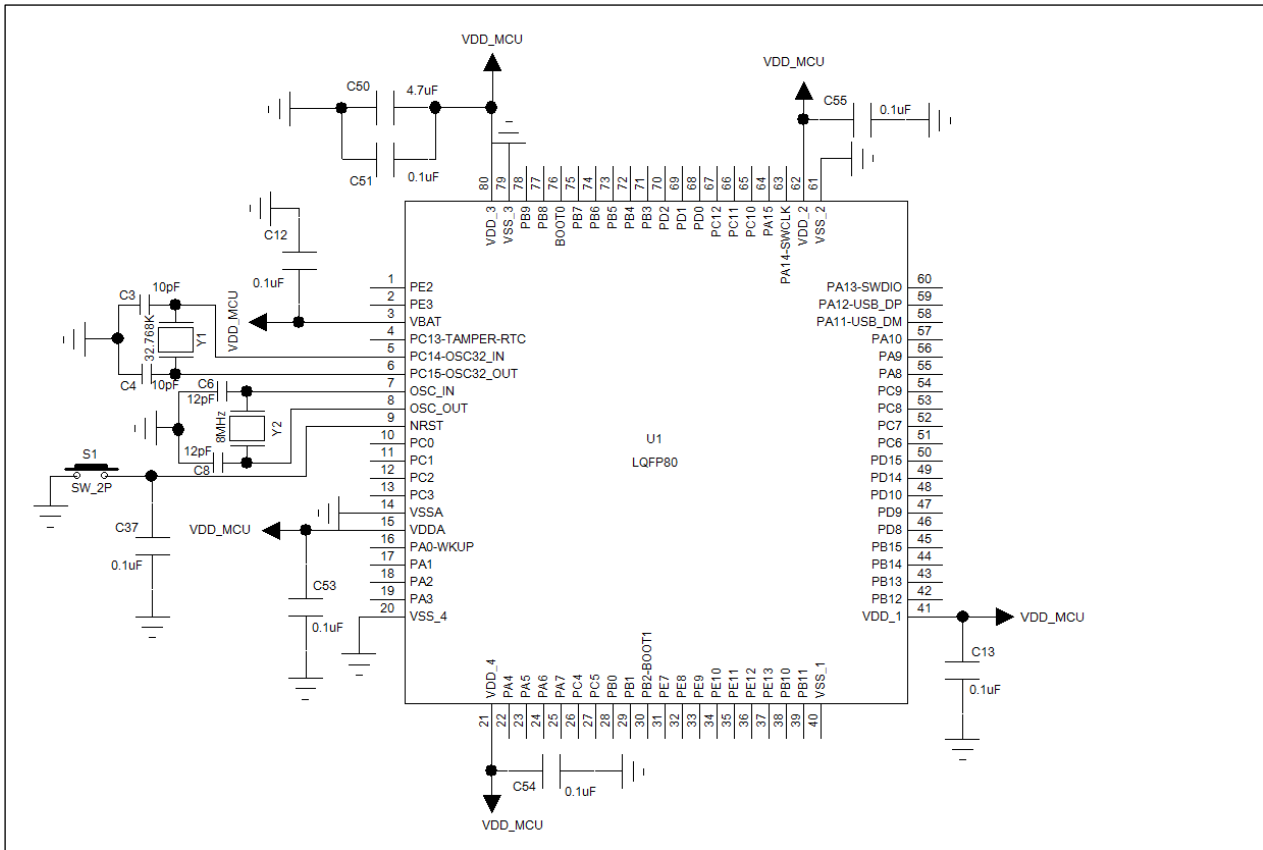 VDD_MCU
VDD_MCU
C50
4.7uF
C55
0.1uF
C51
0.1uF
80
79
78
77
76
75
74
73
72
71
70
69
68
67
66
65
64
63
62
61
VDD_3
VSS_3
PB9
PB8
BOOT0
PB7
PB6
PB5
PB4
PB3
PD2
PD1
PD0
PC12
PC11
PC10
PA15
PA14-SWCLK
VDD_2
VSS_2
C12
0.1uF
VDD_MCU
C3
10pF
32.768K
Y1
C4
10pF
C6
12pF
8MHz
Y2
12pF
C8
S1
SW_2P
C37
0.1uF
VDD_MCU
C53
0.1uF
1 PE2
2 PE3
3 VBAT
4 PC13-TAMPER-RTC
5 PC14-OSC32_IN
6 PC15-OSC32_OUT
7 OSC_IN
8 OSC_OUT
9 NRST
10 PC0
11 PC1
12 PC2
13 PC3
14 VSSA
15 VDDA
16 PA0-WKUP
17 PA1
18 PA2
19 PA3
20 VSS_4
U1
LQFP80
PA13-SWDIO 60
PA12-USB_DP 59
PA11-USB_DM 58
PA10 57
PA9 56
PA8 55
PC9 54
PC8 53
PC7 52
PC6 51
PD15 50
PD14 49
PD10 48
PD9 47
PD8 46
PB15 45
PB14 44
PB13 43
PB12 42
VDD_1 41
VDD_MCU
C13
0.1uF
VDD_4
PA4
PA5
PA6
PA7
PC4
PC5
PB0
PB1
PB2-BOOT1
PE7
PE8
PE9
PE10
PE11
PE12
PE13
PB10
PB11
VSS_1
21
22
23
24
25
26
27
28
29
30
31
32
33
34
35
36
37
38
39
40
C54
0.1uF
VDD_MCU